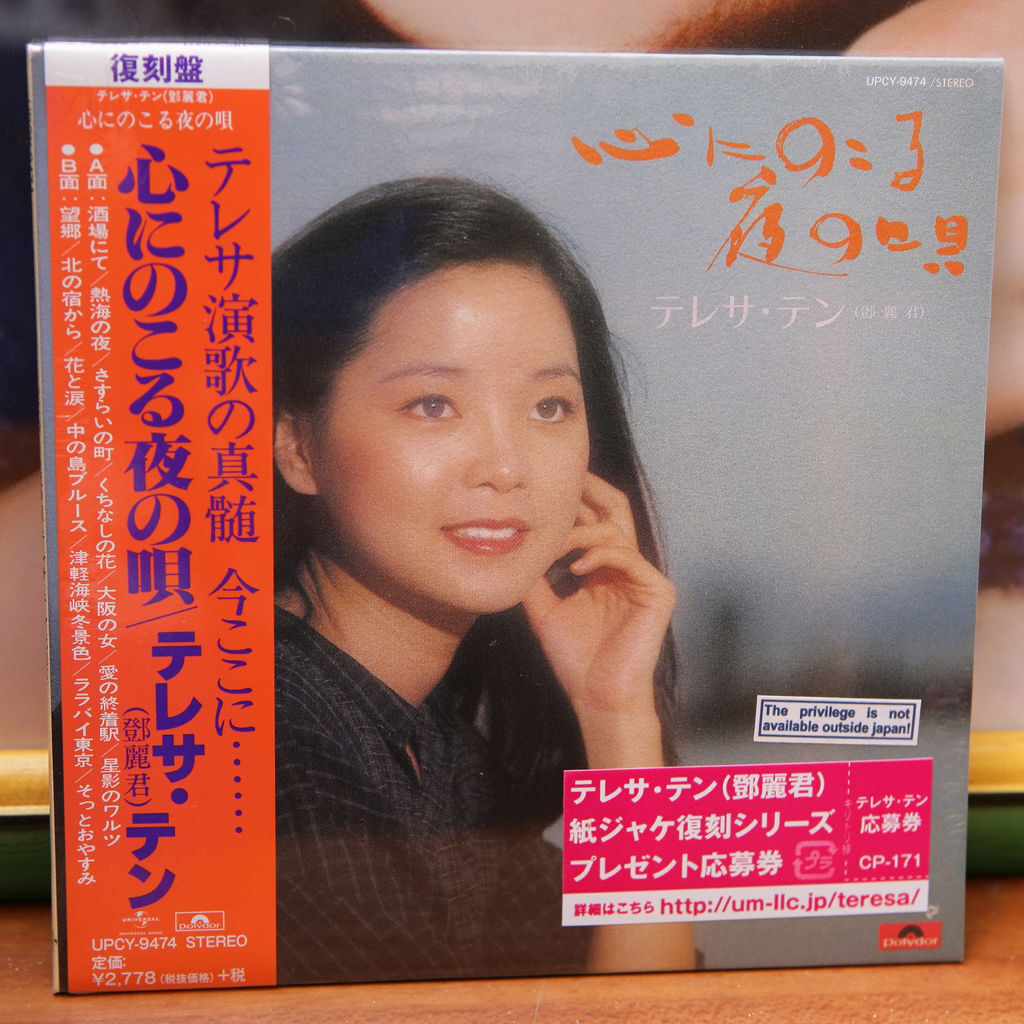 復刻盤
テレサ・テン(鄧麗君)
心にのこる夜の唄
テレサ演歌の真髄 今ここに……
心にのこる夜の唄/テレサ・テン
(鄧麗君)
●A面:酒場にて/熱海の夜/さすらいの町/くちなしの花/大阪の女/愛の終着駅/星影のワルツ
●B面:望郷/北の宿から/花と涙/中の島ブルース/津軽海峡冬景色/ララバイ東京/そっとおやすみ
UNIVERSAL
UNIVERSAL MUSIC
Polydor
UPCY-9474 STEREO
定価:
¥2,778(税抜価格)+税
UPCY-9474 /STEREO
心にのこる
夜の唄
テレサ・テン(鄧麗君)
The privilege is not
available outside japan!
テレサ・テン(鄧麗君)
紙ジャケ復刻シリーズ
プレゼント応募券
キリトリ線
テレサ・テン
応募券
CP-171
詳細はこちら http://um-llc.jp/teresa/
Polydor